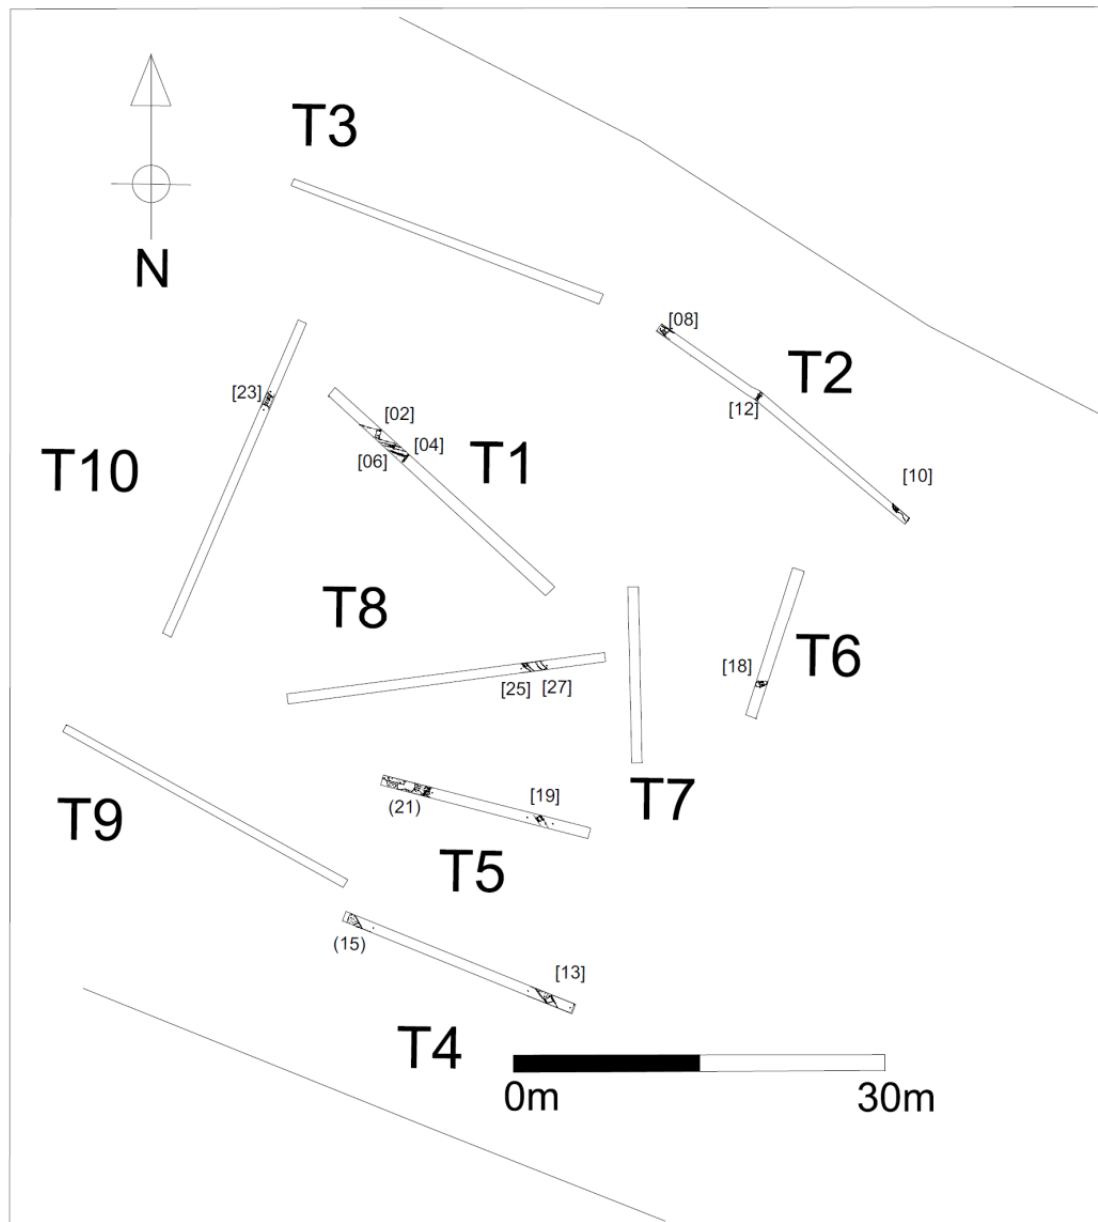 T3
N
[08]
T2
[12]
[23]
[02]
[04]
[06]
T1
T10
[10]
T8
[18]
T6
[25]
[27]
T7
T9
(21)
[19]
T5
(15)
[13]
T4
0m
30m